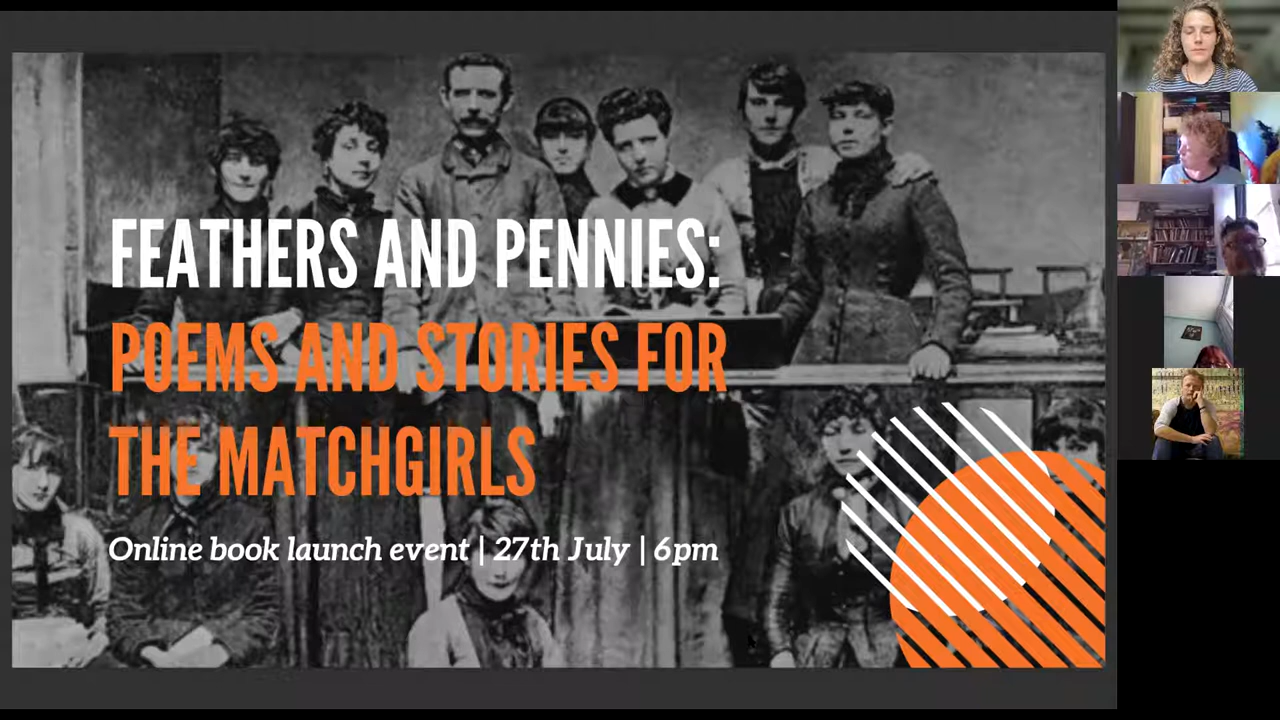 FEATHERS AND PENNIES:
POEMS AND STORIES FOR
THE MATCHGIRLS
Online book launch event | 27th July | 6pm